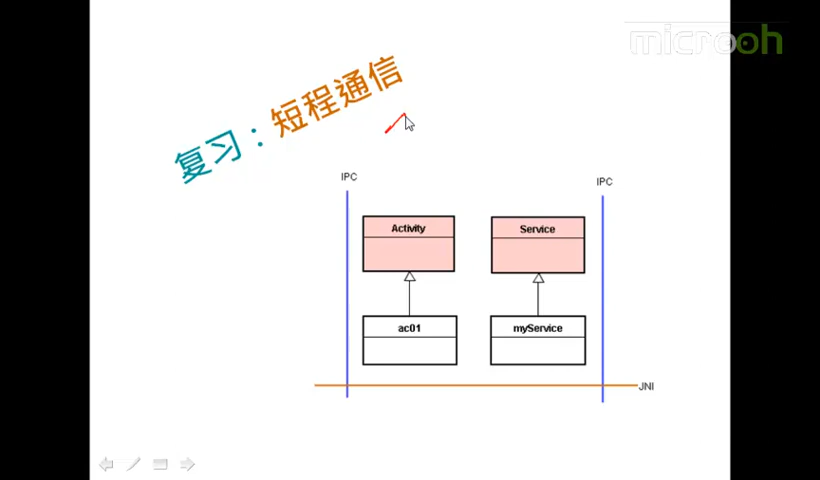 microoh
复习：短程通信
IPC
IPC
Activity
Service
ac01
myService
JNI